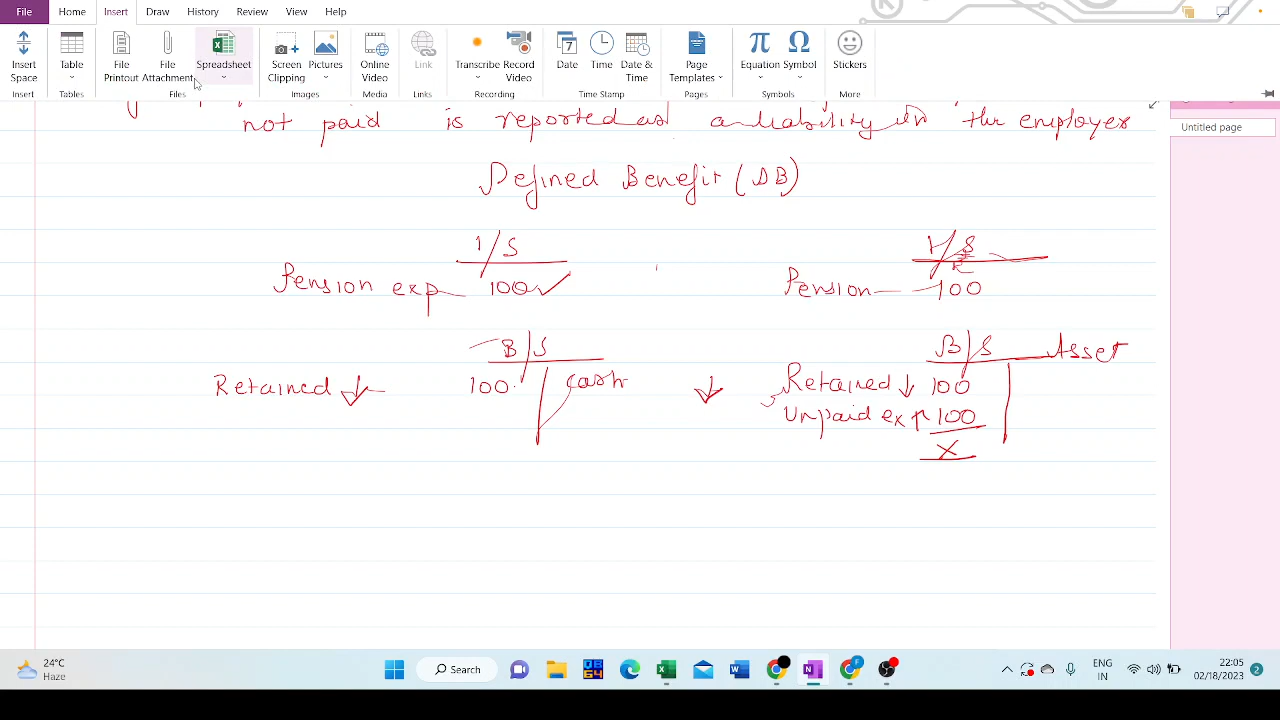 File Home Insert Draw History Review View Help
Insert Space Table File Printout File Attachment Spreadsheet Screen Clipping Pictures Online Video Link Transcribe Record Video Date Time Date & Time Page Templates Equation Symbol Stickers
Insert Tables Files Images Media Links Recording Time Stamp Pages Symbols More
not paid is reported as a liability in the employer
Untitled page
Defined Benefit (DB)
I/S I/S
Pension exp 100 Pension 100
B/S B/S Asset
Retained ↓ 100 cash ↓ Retained ↓ 100
Unpaid exp 100
X
24°C
Haze
Search
ENG
IN
22:05
02/18/2023
2